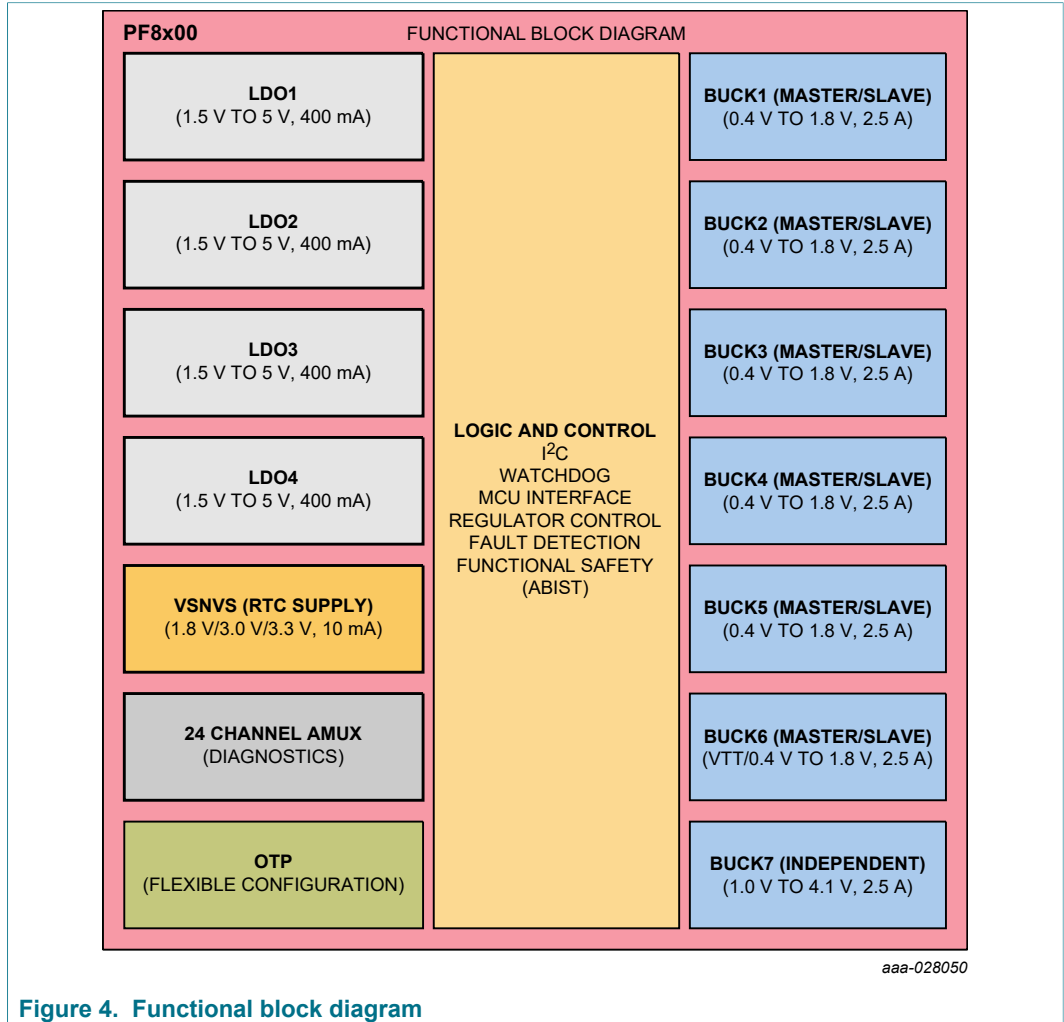 PF8x00
FUNCTIONAL BLOCK DIAGRAM
LDO1
(1.5 V TO 5 V, 400 mA)
LDO2
(1.5 V TO 5 V, 400 mA)
LDO3
(1.5 V TO 5 V, 400 mA)
LDO4
(1.5 V TO 5 V, 400 mA)
VSNVS (RTC SUPPLY)
(1.8 V/3.0 V/3.3 V, 10 mA)
24 CHANNEL AMUX
(DIAGNOSTICS)
OTP
(FLEXIBLE CONFIGURATION)
LOGIC AND CONTROL
I²C
WATCHDOG
MCU INTERFACE
REGULATOR CONTROL
FAULT DETECTION
FUNCTIONAL SAFETY
(ABIST)
BUCK1 (MASTER/SLAVE)
(0.4 V TO 1.8 V, 2.5 A)
BUCK2 (MASTER/SLAVE)
(0.4 V TO 1.8 V, 2.5 A)
BUCK3 (MASTER/SLAVE)
(0.4 V TO 1.8 V, 2.5 A)
BUCK4 (MASTER/SLAVE)
(0.4 V TO 1.8 V, 2.5 A)
BUCK5 (MASTER/SLAVE)
(0.4 V TO 1.8 V, 2.5 A)
BUCK6 (MASTER/SLAVE)
(VTT/0.4 V TO 1.8 V, 2.5 A)
BUCK7 (INDEPENDENT)
(1.0 V TO 4.1 V, 2.5 A)
aaa-028050
Figure 4. Functional block diagram